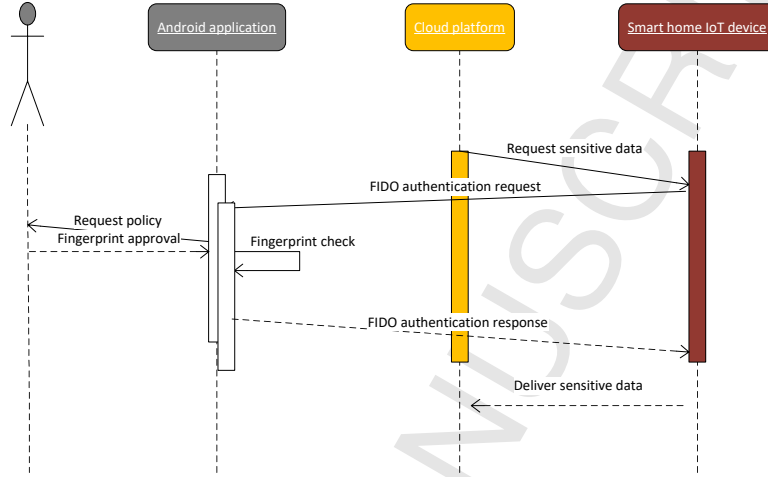 Android application
Cloud platform
Smart home IoT device
Request sensitive data
FIDO authentication request
Request policy
Fingerprint approval
Fingerprint check
FIDO authentication response
Deliver sensitive data
NUSCR